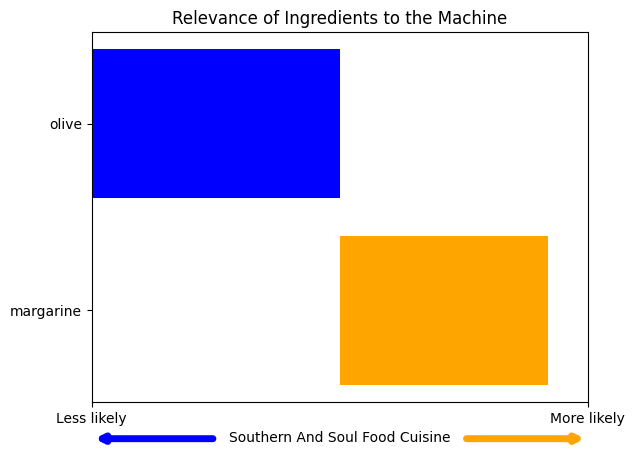 Relevance of Ingredients to the Machine
olive
margarine
Less likely
More likely
Southern And Soul Food Cuisine